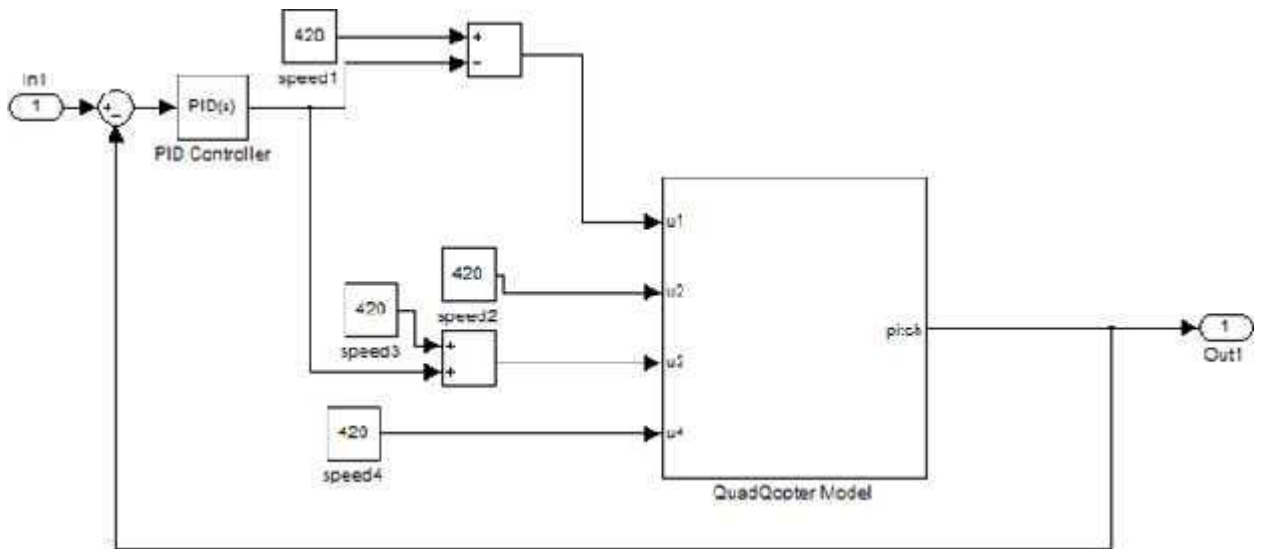 In1
1
+
−
PID(s)
PID Controller
420
speed1
+
−
u1
420
speed2
u2
420
speed3
+
+
u3
420
speed4
u4
pitch
QuadQopter Model
1
Out1